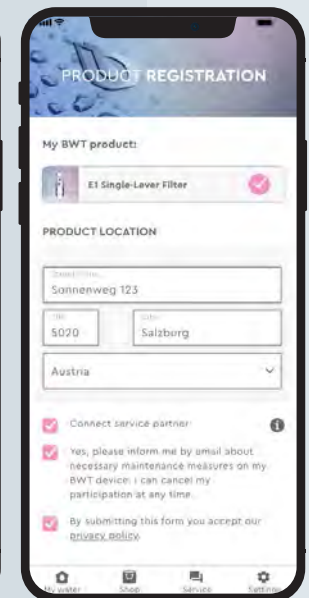 PRODUCT REGISTRATION
My BWT product:
E1 Single-Lever Filter
PRODUCT LOCATION
Sonnenweg 123
5020
Salzburg
Austria
Connect service partner
Yes, please inform me by email about
necessary maintenance measures on my
BWT device. I can cancel my
participation at any time.
By submitting this form you accept our
privacy policy.
My water
Shop
Service
Settings